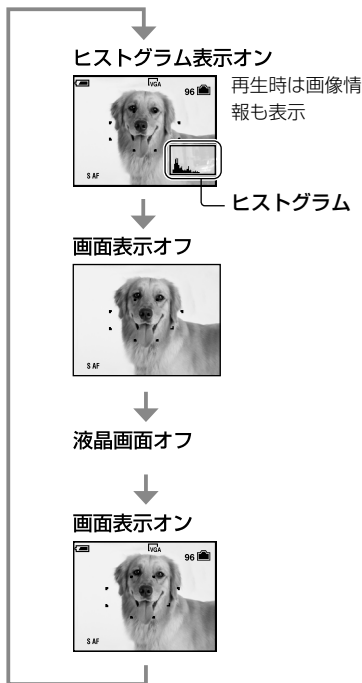 ヒストグラム表示オン
VGA
96
再生時は画像情
報も表示
S AF
ヒストグラム
画面表示オフ
S AF
液晶画面オフ
画面表示オン
VGA
96
S AF